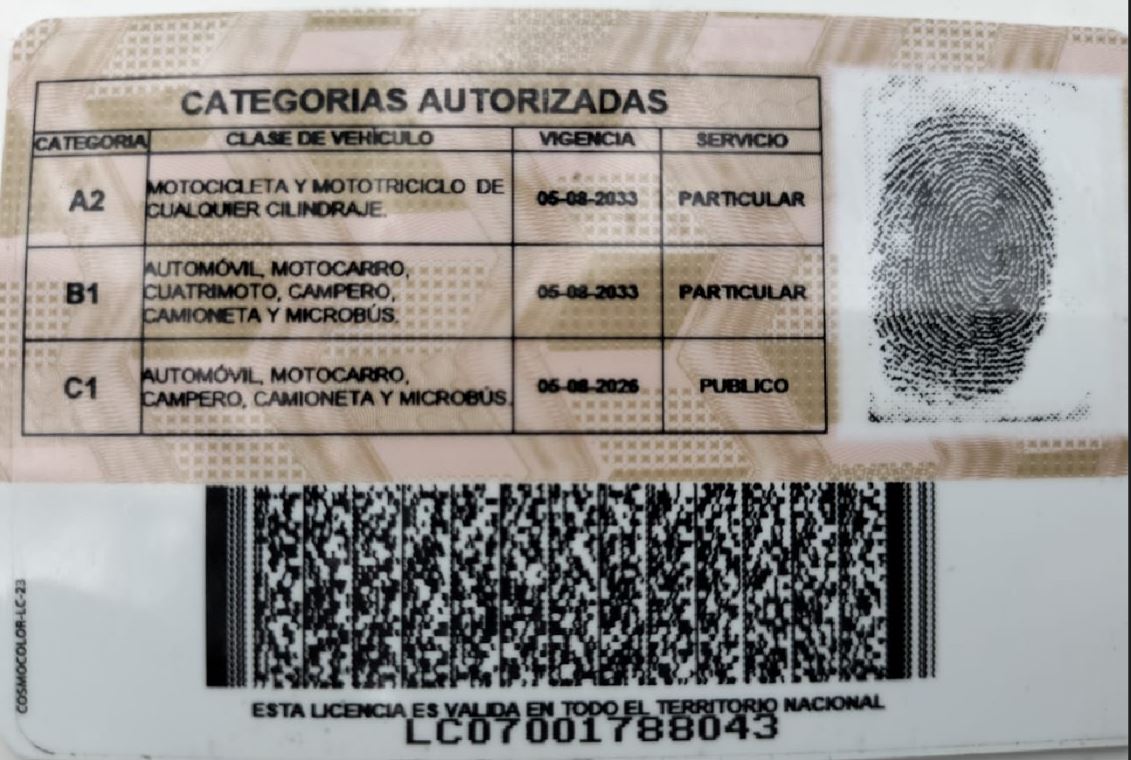 CATEGORIAS AUTORIZADAS
CATEGORIA CLASE DE VEHÍCULO VIGENCIA SERVICIO
A2 MOTOCICLETA Y MOTOTRICICLO DE CUALQUIER CILINDRAJE. 05-08-2033 PARTICULAR
B1 AUTOMÓVIL, MOTOCARRO, CUATRIMOTO, CAMPERO, CAMIONETA Y MICROBÚS. 05-08-2033 PARTICULAR
C1 AUTOMÓVIL, MOTOCARRO, CAMPERO, CAMIONETA Y MICROBÚS. 05-08-2026 PUBLICO
COSMOCOLOR-LC-23
ESTA LICENCIA ES VALIDA EN TODO EL TERRITORIO NACIONAL
LC07001788043